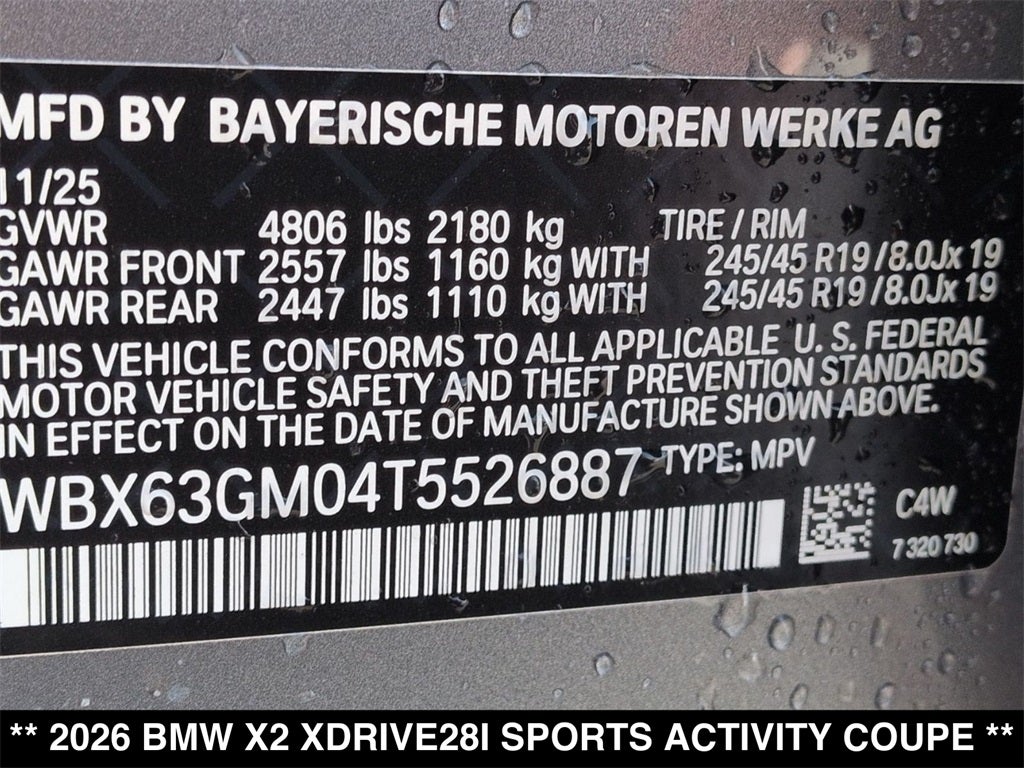 MFD BY BAYERISCHE MOTOREN WERKE AG
11/25
GVWR 4806 lbs 2180 kg TIRE / RIM
GAWR FRONT 2557 lbs 1160 kg WITH 245/45 R19 / 8.0Jx 19
GAWR REAR 2447 lbs 1110 kg WITH 245/45 R19 / 8.0Jx 19
THIS VEHICLE CONFORMS TO ALL APPLICABLE U. S. FEDERAL
MOTOR VEHICLE SAFETY AND THEFT PREVENTION STANDARDS
IN EFFECT ON THE DATE OF MANUFACTURE SHOWN ABOVE.
WBX63GM04T5526887 TYPE: MPV
C4W
7 320 730
** 2026 BMW X2 XDRIVE28I SPORTS ACTIVITY COUPE **